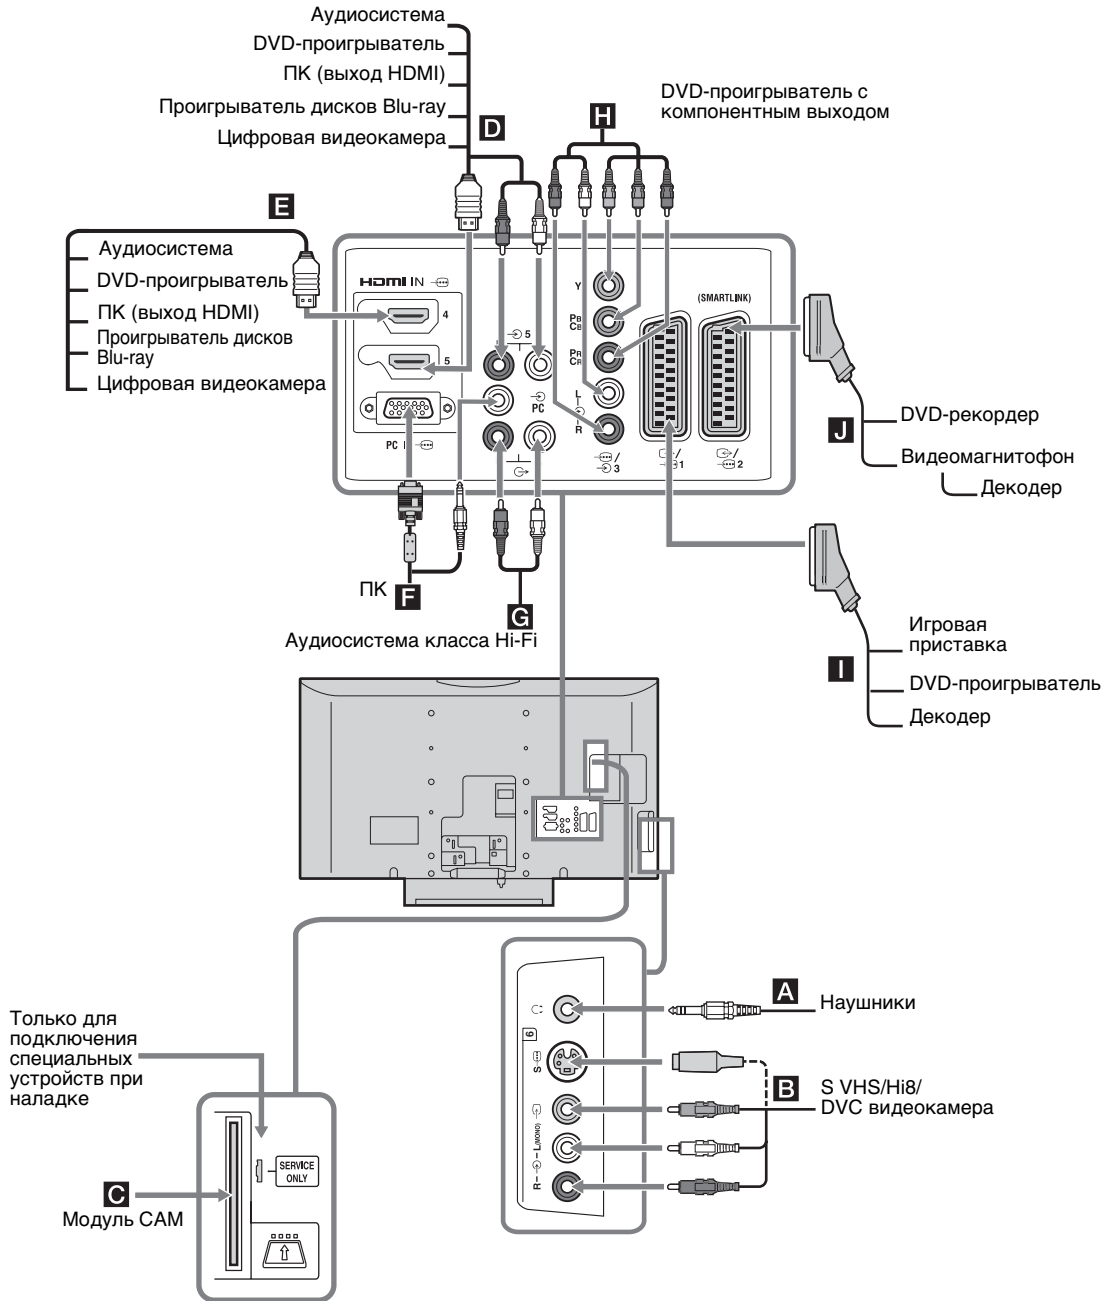 Аудиосистема
DVD-проигрыватель
ПК (выход HDMI)
Проигрыватель дисков Blu-ray
Цифровая видеокамера
D
H
DVD-проигрыватель с
компонентным выходом
E
Аудиосистема
DVD-проигрыватель
ПК (выход HDMI)
Проигрыватель дисков
Blu-ray
Цифровая видеокамера
HDMI IN
4
5
PC IN
5
PC
Y
PB
CB
PR
CR
L
R
3
1
2
(SMARTLINK)
J
DVD-рекордер
Видеомагнитофон
Декодер
ПК
F
G
Аудиосистема класса Hi-Fi
I
Игровая
приставка
DVD-проигрыватель
Декодер
A
Наушники
6
S
L(MONO)
R
B
S VHS/Hi8/
DVC видеокамера
Только для
подключения
специальных
устройств при
наладке
SERVICE
ONLY
C
Модуль CAM